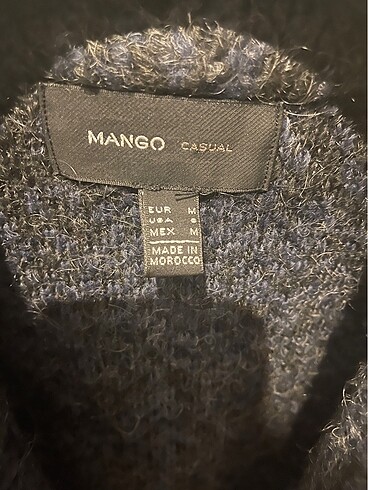 MANGO CASUAL
EUR M
USA S
MEX M
MADE IN
MOROCCO